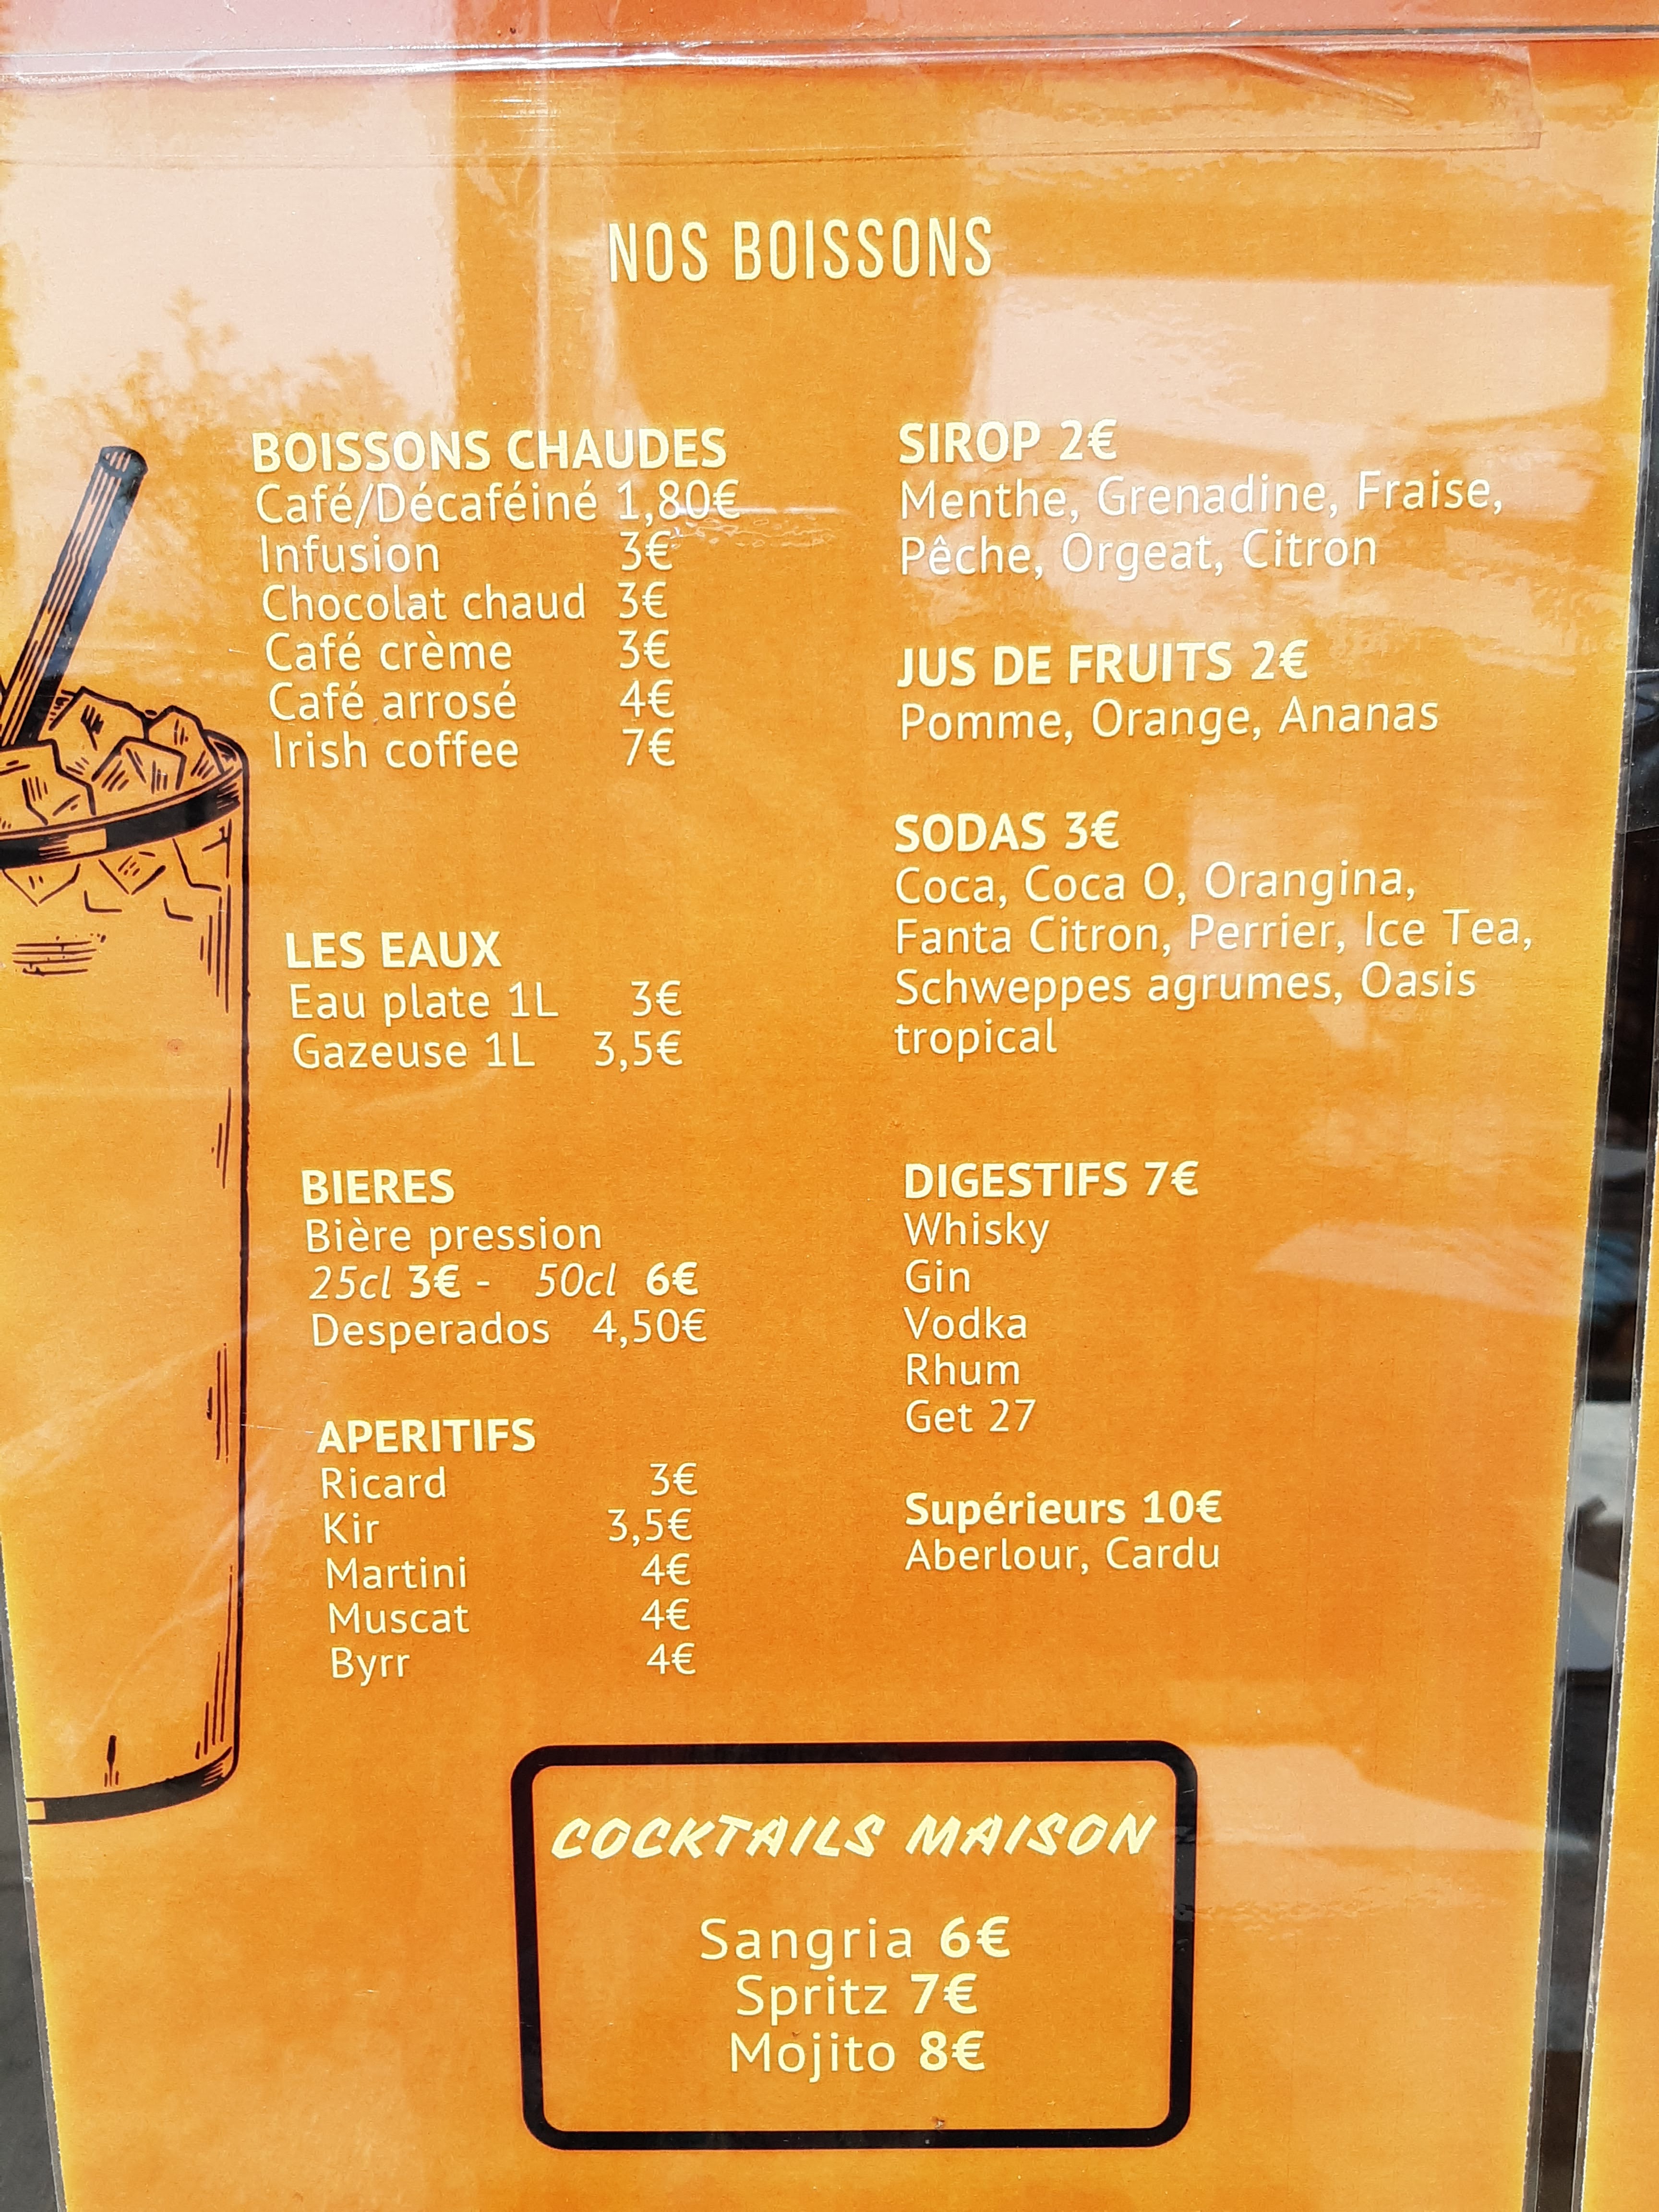 NOS BOISSONS
BOISSONS CHAUDES
Café/Décaféiné 1,80€
Infusion 3€
Chocolat chaud 3€
Café crème 3€
Café arrosé 4€
Irish coffee 7€
LES EAUX
Eau plate 1L 3€
Gazeuse 1L 3,5€
BIERES
Bière pression
25cl 3€ - 50cl 6€
Desperados 4,50€
APERITIFS
Ricard 3€
Kir 3,5€
Martini 4€
Muscat 4€
Byrr 4€
SIROP 2€
Menthe, Grenadine, Fraise,
Pêche, Orgeat, Citron
JUS DE FRUITS 2€
Pomme, Orange, Ananas
SODAS 3€
Coca, Coca O, Orangina,
Fanta Citron, Perrier, Ice Tea,
Schweppes agrumes, Oasis
tropical
DIGESTIFS 7€
Whisky
Gin
Vodka
Rhum
Get 27
Supérieurs 10€
Aberlour, Cardu
COCKTAILS MAISON
Sangria 6€
Spritz 7€
Mojito 8€